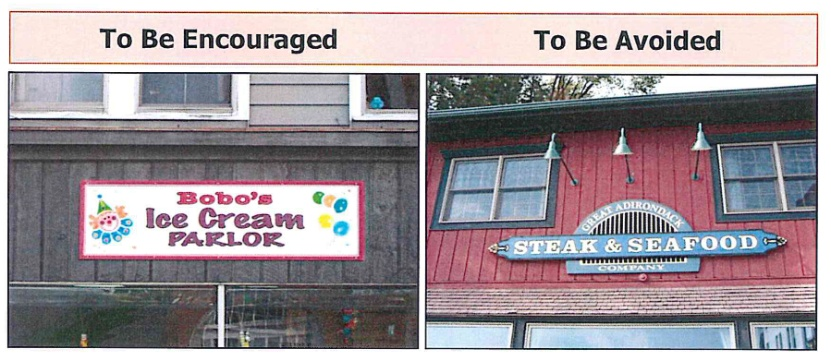 To Be Encouraged
To Be Avoided
Bobo's
Ice Cream
PARLOR
GREAT ADIRONDACK
STEAK & SEAFOOD
COMPANY